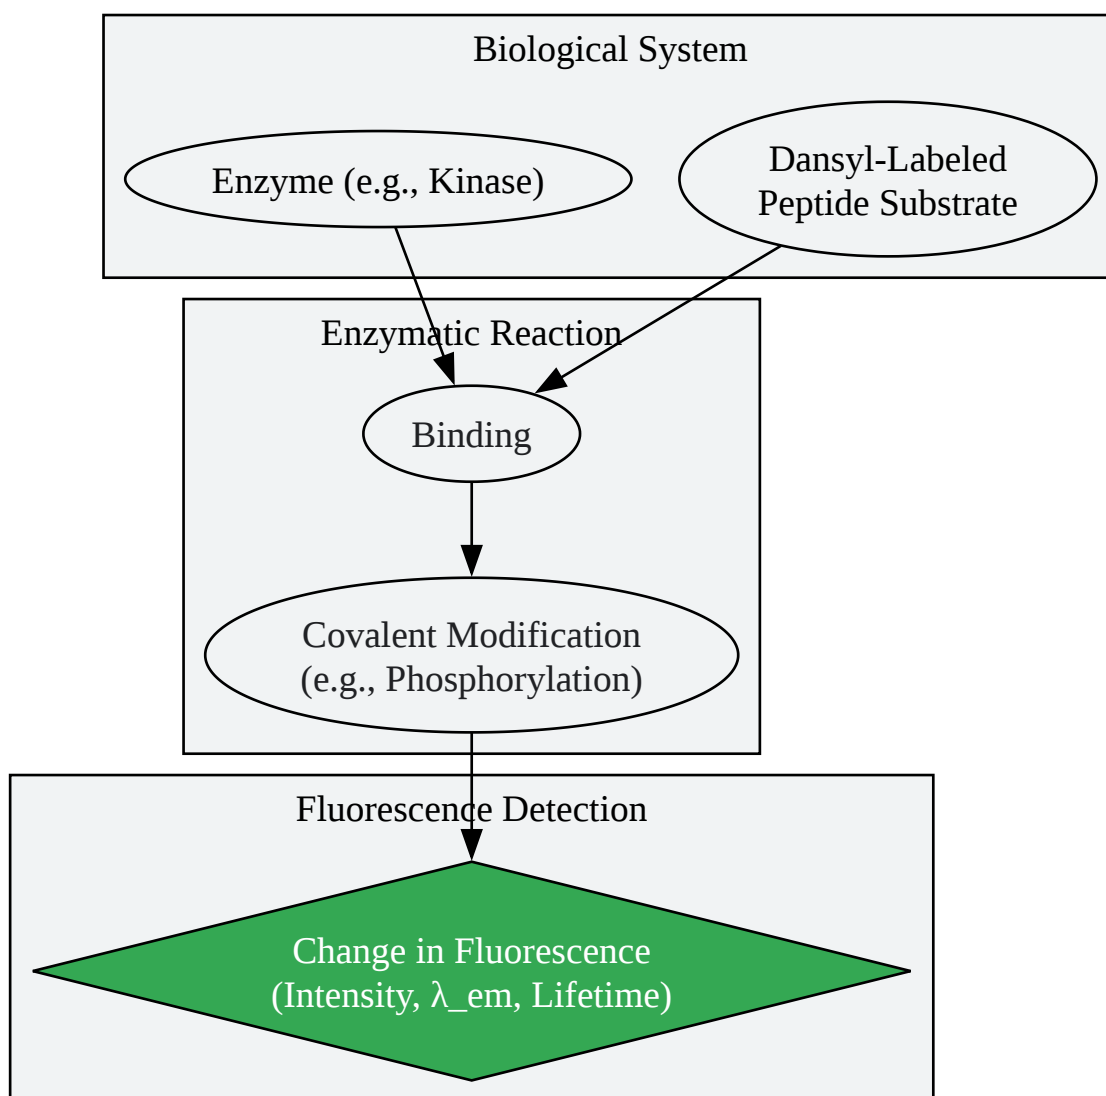 Biological System
Enzyme (e.g., Kinase)
Dansyl-Labeled
Peptide Substrate
Enzymatic Reaction
Binding
Covalent Modification
(e.g., Phosphorylation)
Fluorescence Detection
Change in Fluorescence
(Intensity, λ_em, Lifetime)